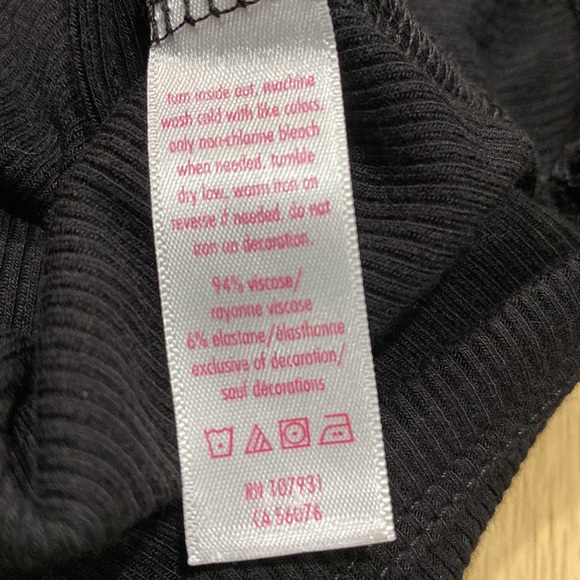 turn inside out, machine
wash cold with like colors,
only non-chlorine bleach
when needed. tumble
dry low. warm iron on
reverse if needed. do not
iron on decoration.
94% viscose/
rayonne viscose
6% elastane/élasthanne
exclusive of decoration/
sauf décorations
RN 107931
CA 56076